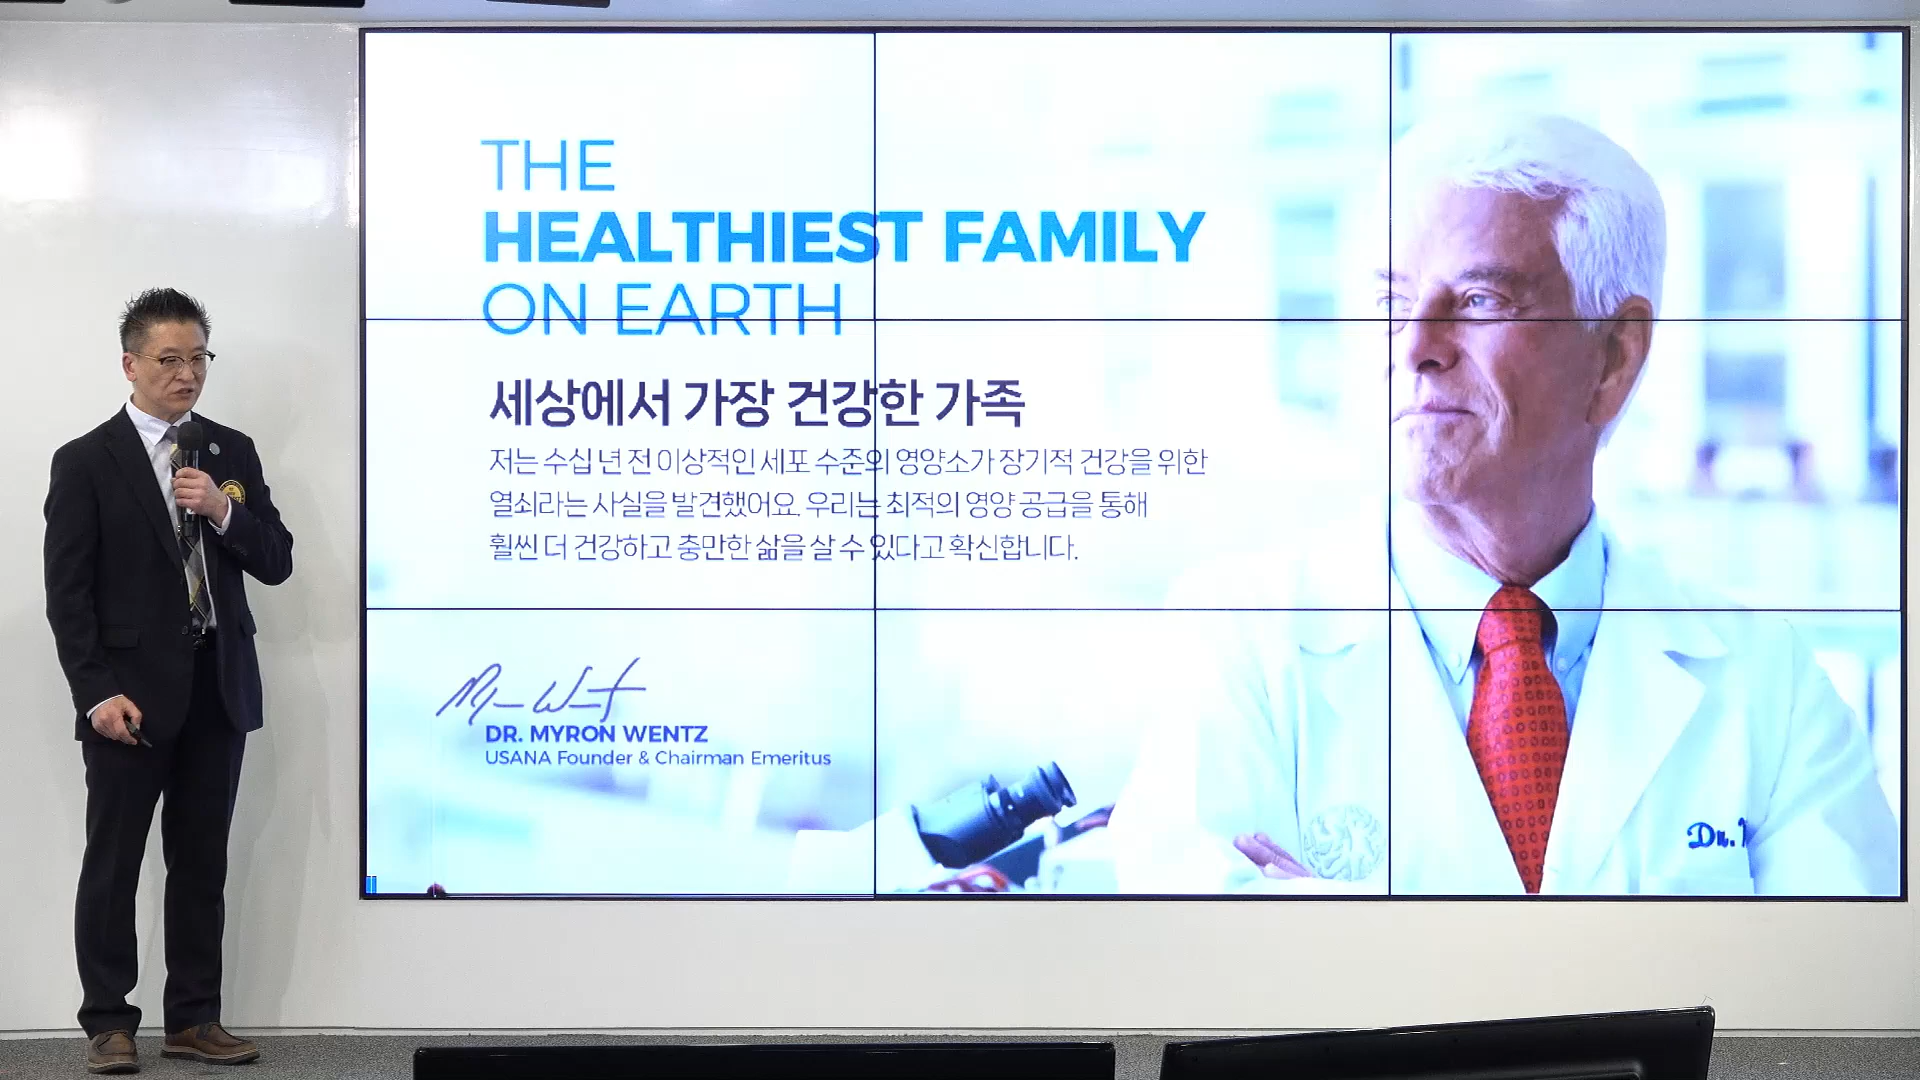 THE
HEALTHIEST FAMILY
ON EARTH
세상에서 가장 건강한 가족
저는 수십 년 전 이상적인 세포 수준의 영양소가 장기적 건강을 위한
열쇠라는 사실을 발견했어요. 우리는 최적의 영양 공급을 통해
훨씬 더 건강하고 충만한 삶을 살 수 있다고 확신합니다.
DR. MYRON WENTZ
USANA Founder & Chairman Emeritus
Dr.